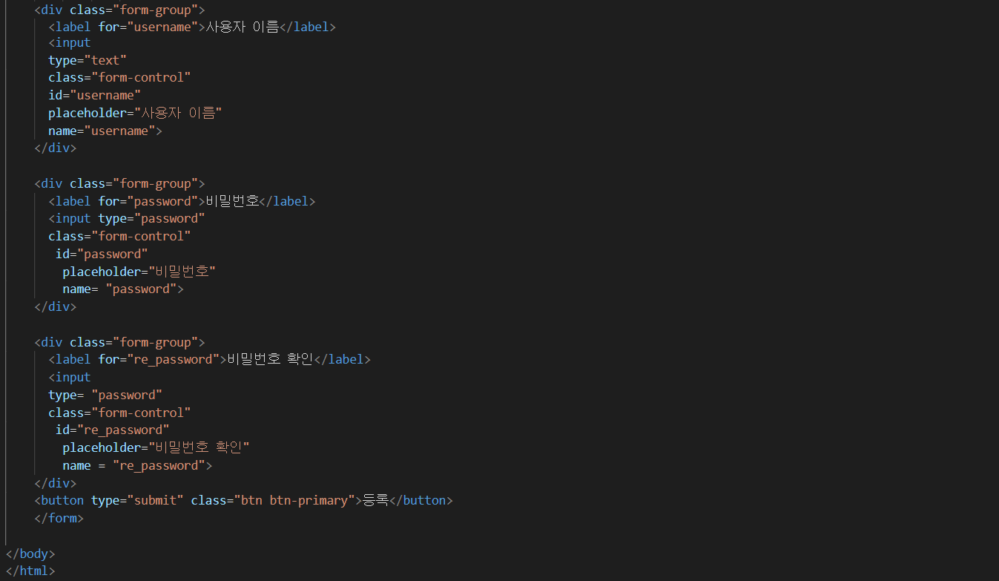 <div class="form-group">
<label for="username">사용자 이름</label>
<input
type="text"
class="form-control"
id="username"
placeholder="사용자 이름"
name="username">
</div>
<div class="form-group">
<label for="password">비밀번호</label>
<input type="password"
class="form-control"
id="password"
placeholder="비밀번호"
name= "password">
</div>
<div class="form-group">
<label for="re_password">비밀번호 확인</label>
<input
type= "password"
class="form-control"
id="re_password"
placeholder="비밀번호 확인"
name = "re_password">
</div>
<button type="submit" class="btn btn-primary">등록</button>
</form>
</body>
</html>